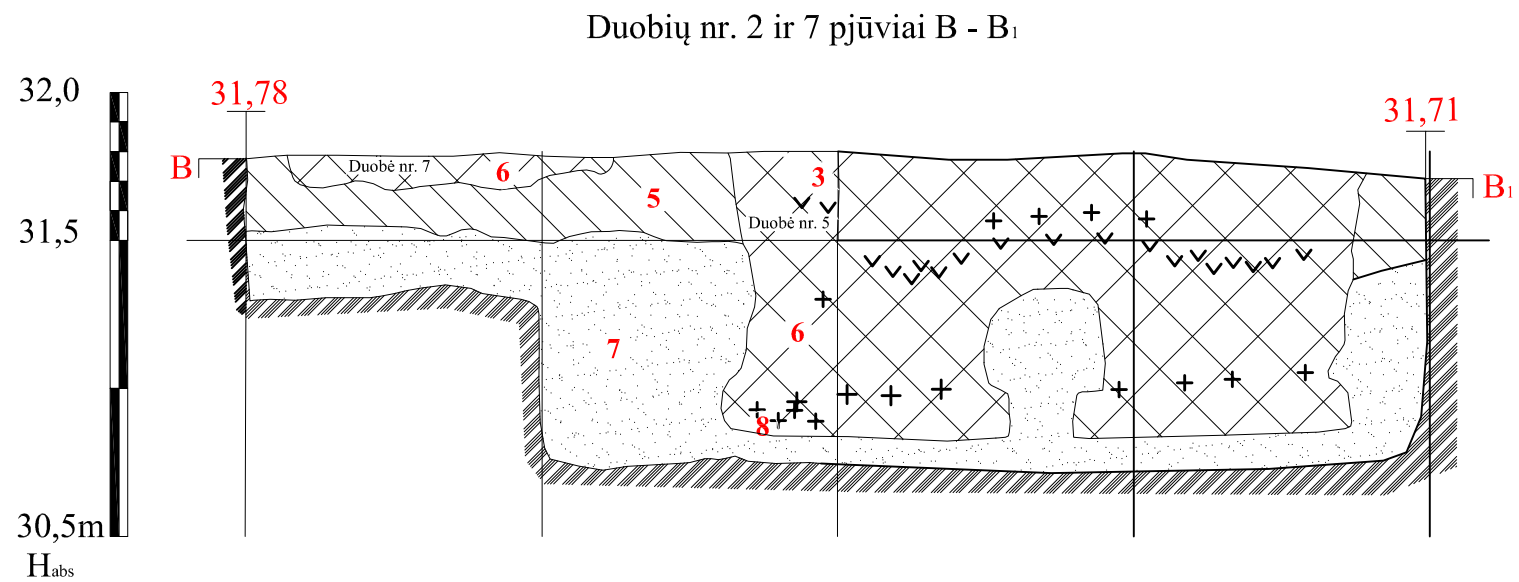 Duobių nr. 2 ir 7 pjūviai B - B1
32,0
31,78
31,71
B
Duobė nr. 7
6
5
3
B1
31,5
Duobė nr. 5
6
7
8
30,5m
Habs